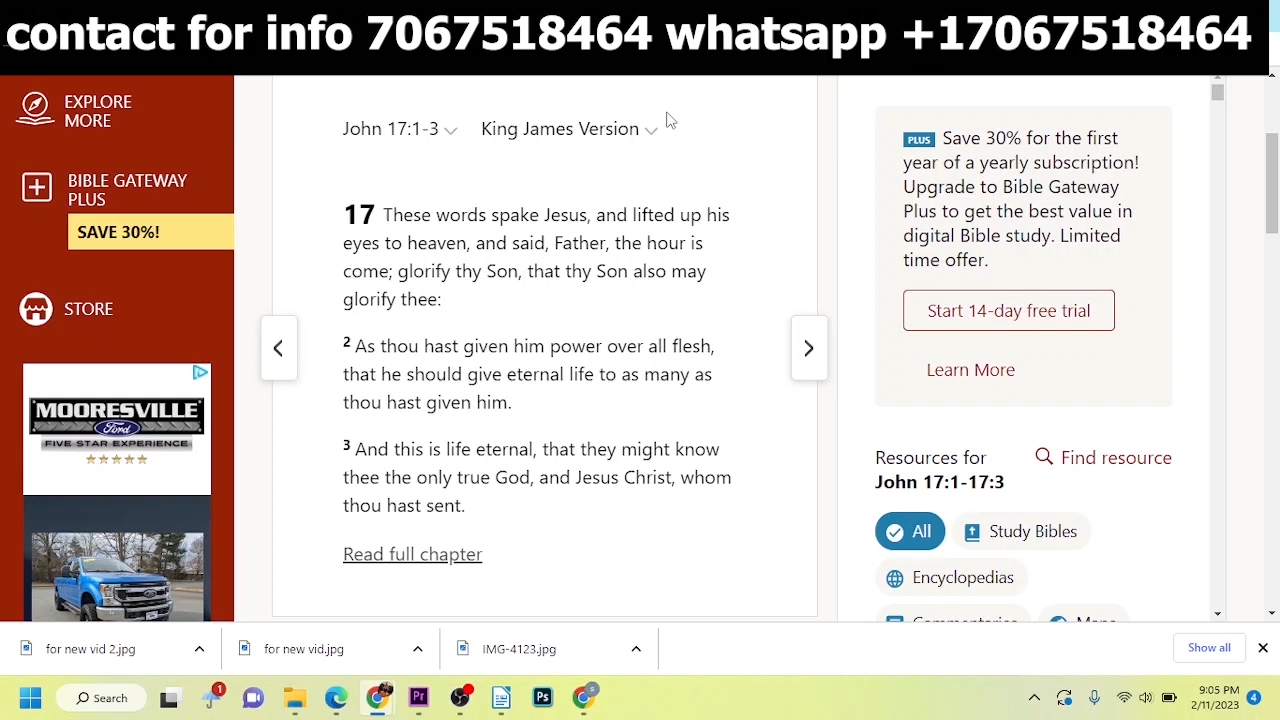 contact for info 7067518464 whatsapp +17067518464
EXPLORE
MORE
BIBLE GATEWAY
PLUS
SAVE 30%!
STORE
MOORESVILLE
Ford
FIVE STAR EXPERIENCE
John 17:1-3
King James Version
17 These words spake Jesus, and lifted up his
eyes to heaven, and said, Father, the hour is
come; glorify thy Son, that thy Son also may
glorify thee:
2 As thou hast given him power over all flesh,
that he should give eternal life to as many as
thou hast given him.
3 And this is life eternal, that they might know
thee the only true God, and Jesus Christ, whom
thou hast sent.
Read full chapter
PLUS Save 30% for the first
year of a yearly subscription!
Upgrade to Bible Gateway
Plus to get the best value in
digital Bible study. Limited
time offer.
Start 14-day free trial
Learn More
Resources for
John 17:1-17:3
Find resource
All
Study Bibles
Encyclopedias
Commentaries
Maps
for new vid 2.jpg
for new vid.jpg
IMG-4123.jpg
Show all
Search
1
Pr
Ps
S
9:05 PM
2/11/2023
4